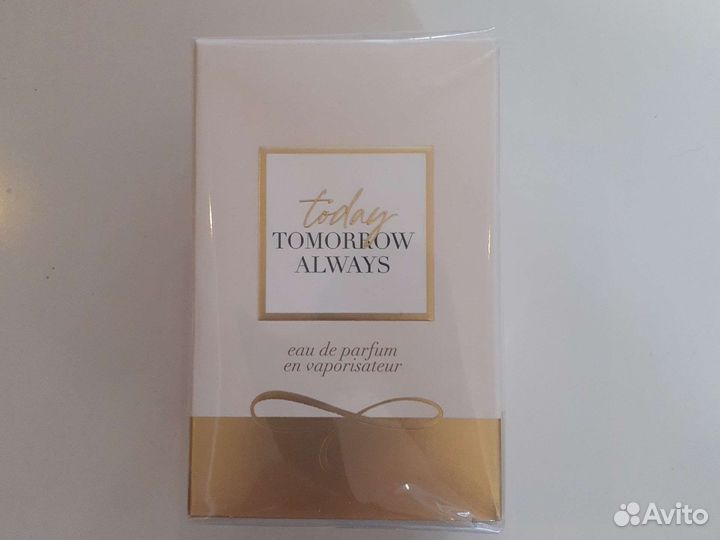 today
TOMORROW
ALWAYS
eau de parfum
en vaporisateur
Avito